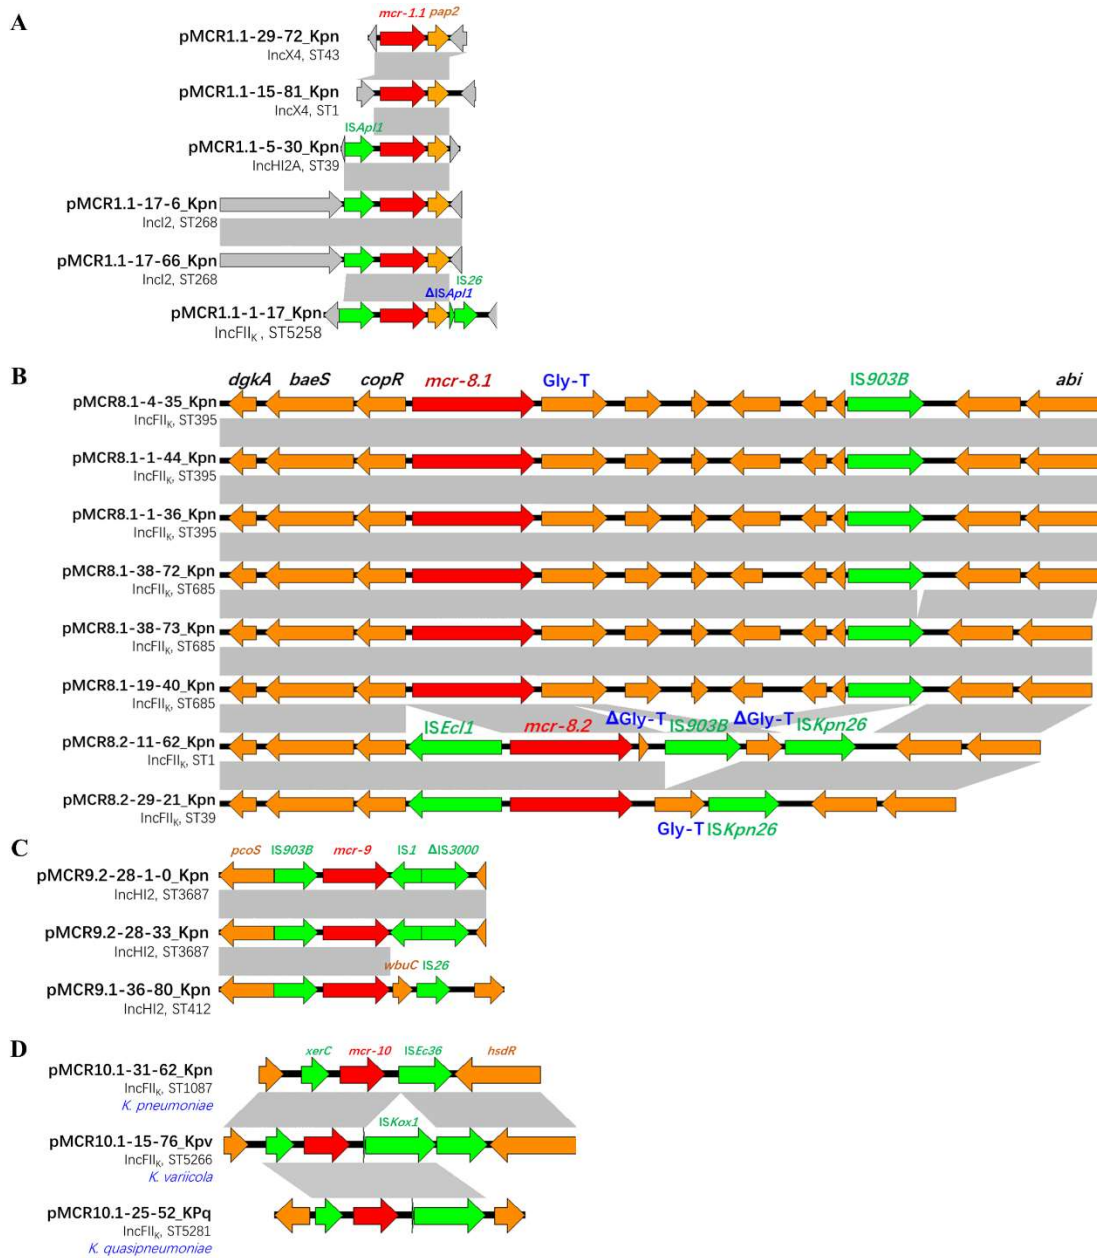 A
mcr-1.1 pap2
pMCR1.1-29-72_Kpn
IncX4, ST43
pMCR1.1-15-81_Kpn
IncX4, ST1
ISApl1
pMCR1.1-5-30_Kpn
IncHI2A, ST39
pMCR1.1-17-6_Kpn
IncI2, ST268
pMCR1.1-17-66_Kpn
IncI2, ST268
IS26
ΔISApl1
pMCR1.1-1-17_Kpn
IncFIIK , ST5258
B
dgkA baeS copR mcr-8.1 Gly-T IS903B abi
pMCR8.1-4-35_Kpn
IncFIIK, ST395
pMCR8.1-1-44_Kpn
IncFIIK, ST395
pMCR8.1-1-36_Kpn
IncFIIK, ST395
pMCR8.1-38-72_Kpn
IncFIIK, ST685
pMCR8.1-38-73_Kpn
IncFIIK, ST685
pMCR8.1-19-40_Kpn
IncFIIK, ST685
ISEcl1 mcr-8.2 ΔGly-T IS903B ΔGly-T ISKpn26
pMCR8.2-11-62_Kpn
IncFIIK, ST1
pMCR8.2-29-21_Kpn
IncFIIK, ST39
Gly-T ISKpn26
C
pcoS IS903B mcr-9 IS1 ΔIS3000
pMCR9.2-28-1-0_Kpn
IncHI2, ST3687
pMCR9.2-28-33_Kpn
IncHI2, ST3687
wbuC IS26
pMCR9.1-36-80_Kpn
IncHI2, ST412
D
xerC mcr-10 ISEc36 hsdR
pMCR10.1-31-62_Kpn
IncFIIK, ST1087
K. pneumoniae
ISKox1
pMCR10.1-15-76_Kpv
IncFIIK, ST5266
K. variicola
pMCR10.1-25-52_KPq
IncFIIK, ST5281
K. quasipneumoniae